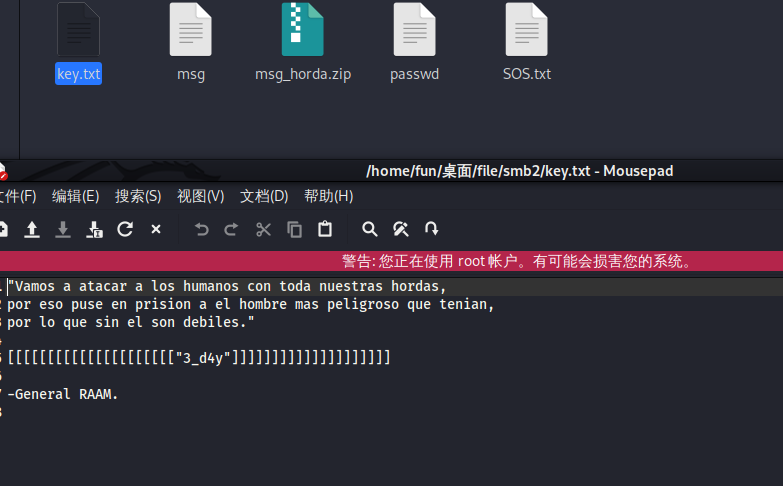 key.txt
msg
msg_horda.zip
passwd
SOS.txt
/home/fun/桌面/file/smb2/key.txt - Mousepad
文件(F) 编辑(E) 搜索(S) 视图(V) 文档(D) 帮助(H)
警告: 您正在使用 root 帐户。有可能会损害您的系统。
"Vamos a atacar a los humanos con toda nuestras hordas,
por eso puse en prision a el hombre mas peligroso que tenian,
por lo que sin el son debiles."
[[[[[[[[[[[[[[[[[[[[["3_d4y"]]]]]]]]]]]]]]]]]]]]
-General RAAM.